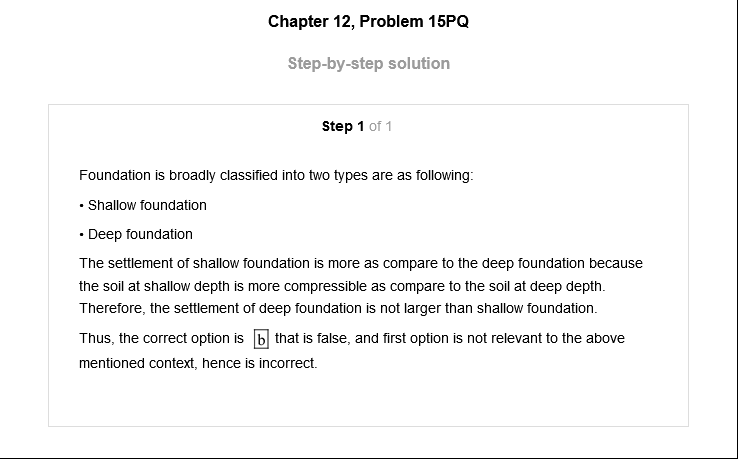 Chapter 12, Problem 15PQ
Step-by-step solution
Step 1 of 1
Foundation is broadly classified into two types are as following:
• Shallow foundation
• Deep foundation
The settlement of shallow foundation is more as compare to the deep foundation because
the soil at shallow depth is more compressible as compare to the soil at deep depth.
Therefore, the settlement of deep foundation is not larger than shallow foundation.
Thus, the correct option is b that is false, and first option is not relevant to the above
mentioned context, hence is incorrect.